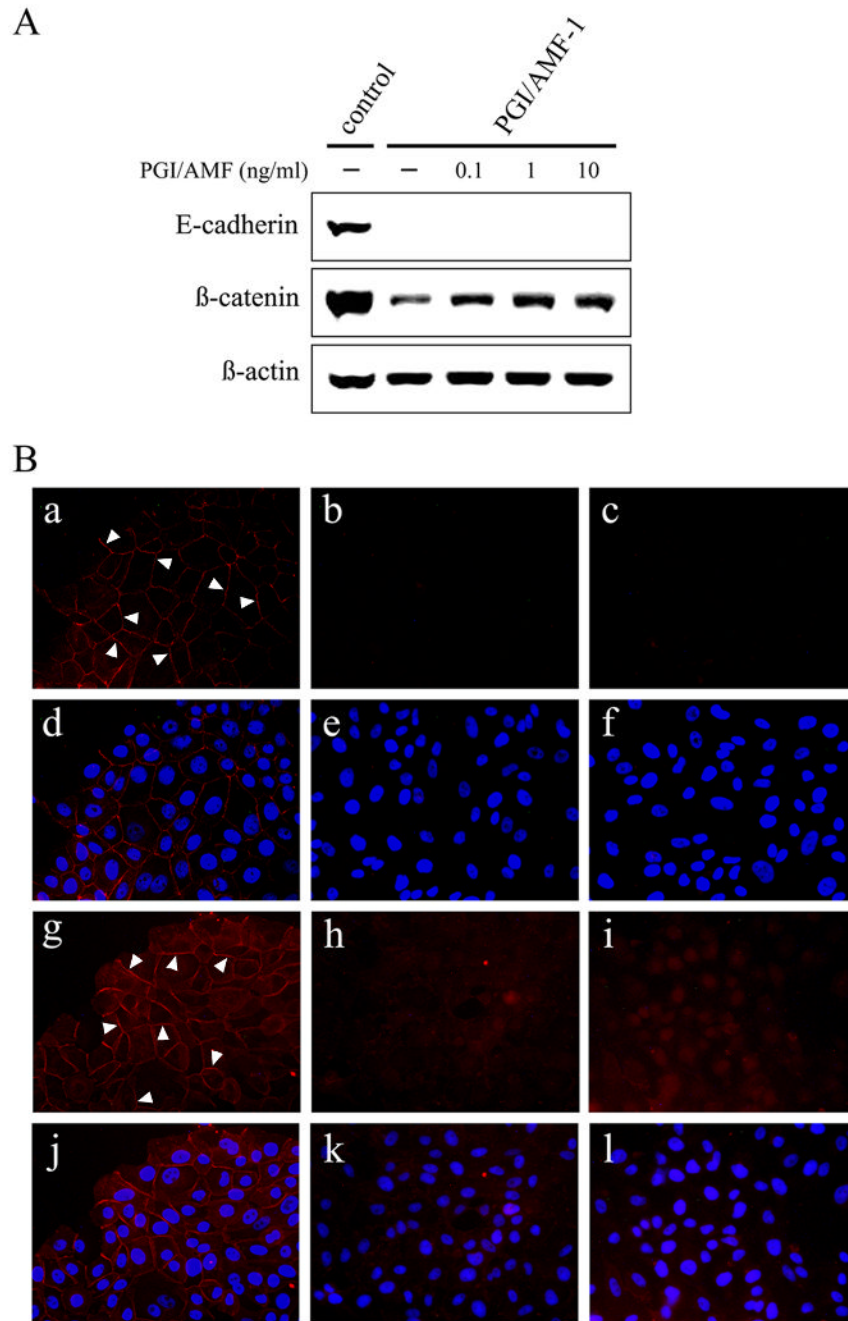 A
control
PGI/AMF-1
PGI/AMF (ng/ml) – – 0.1 1 10
E-cadherin
ß-catenin
ß-actin
B
a b c
d e f
g h i
j k l